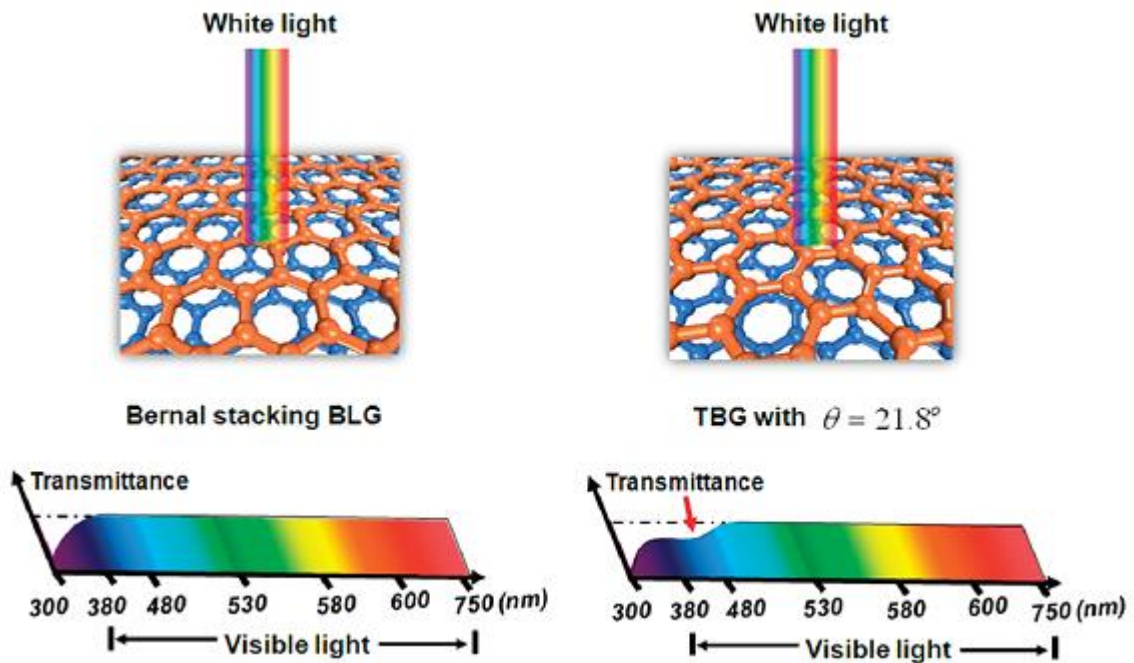 White light
White light
Bernal stacking BLG
TBG with θ = 21.8°
Transmittance
300 380 480 530 580 600 750 (nm)
Visible light
Transmittance
300 380 480 530 580 600 750 (nm)
Visible light